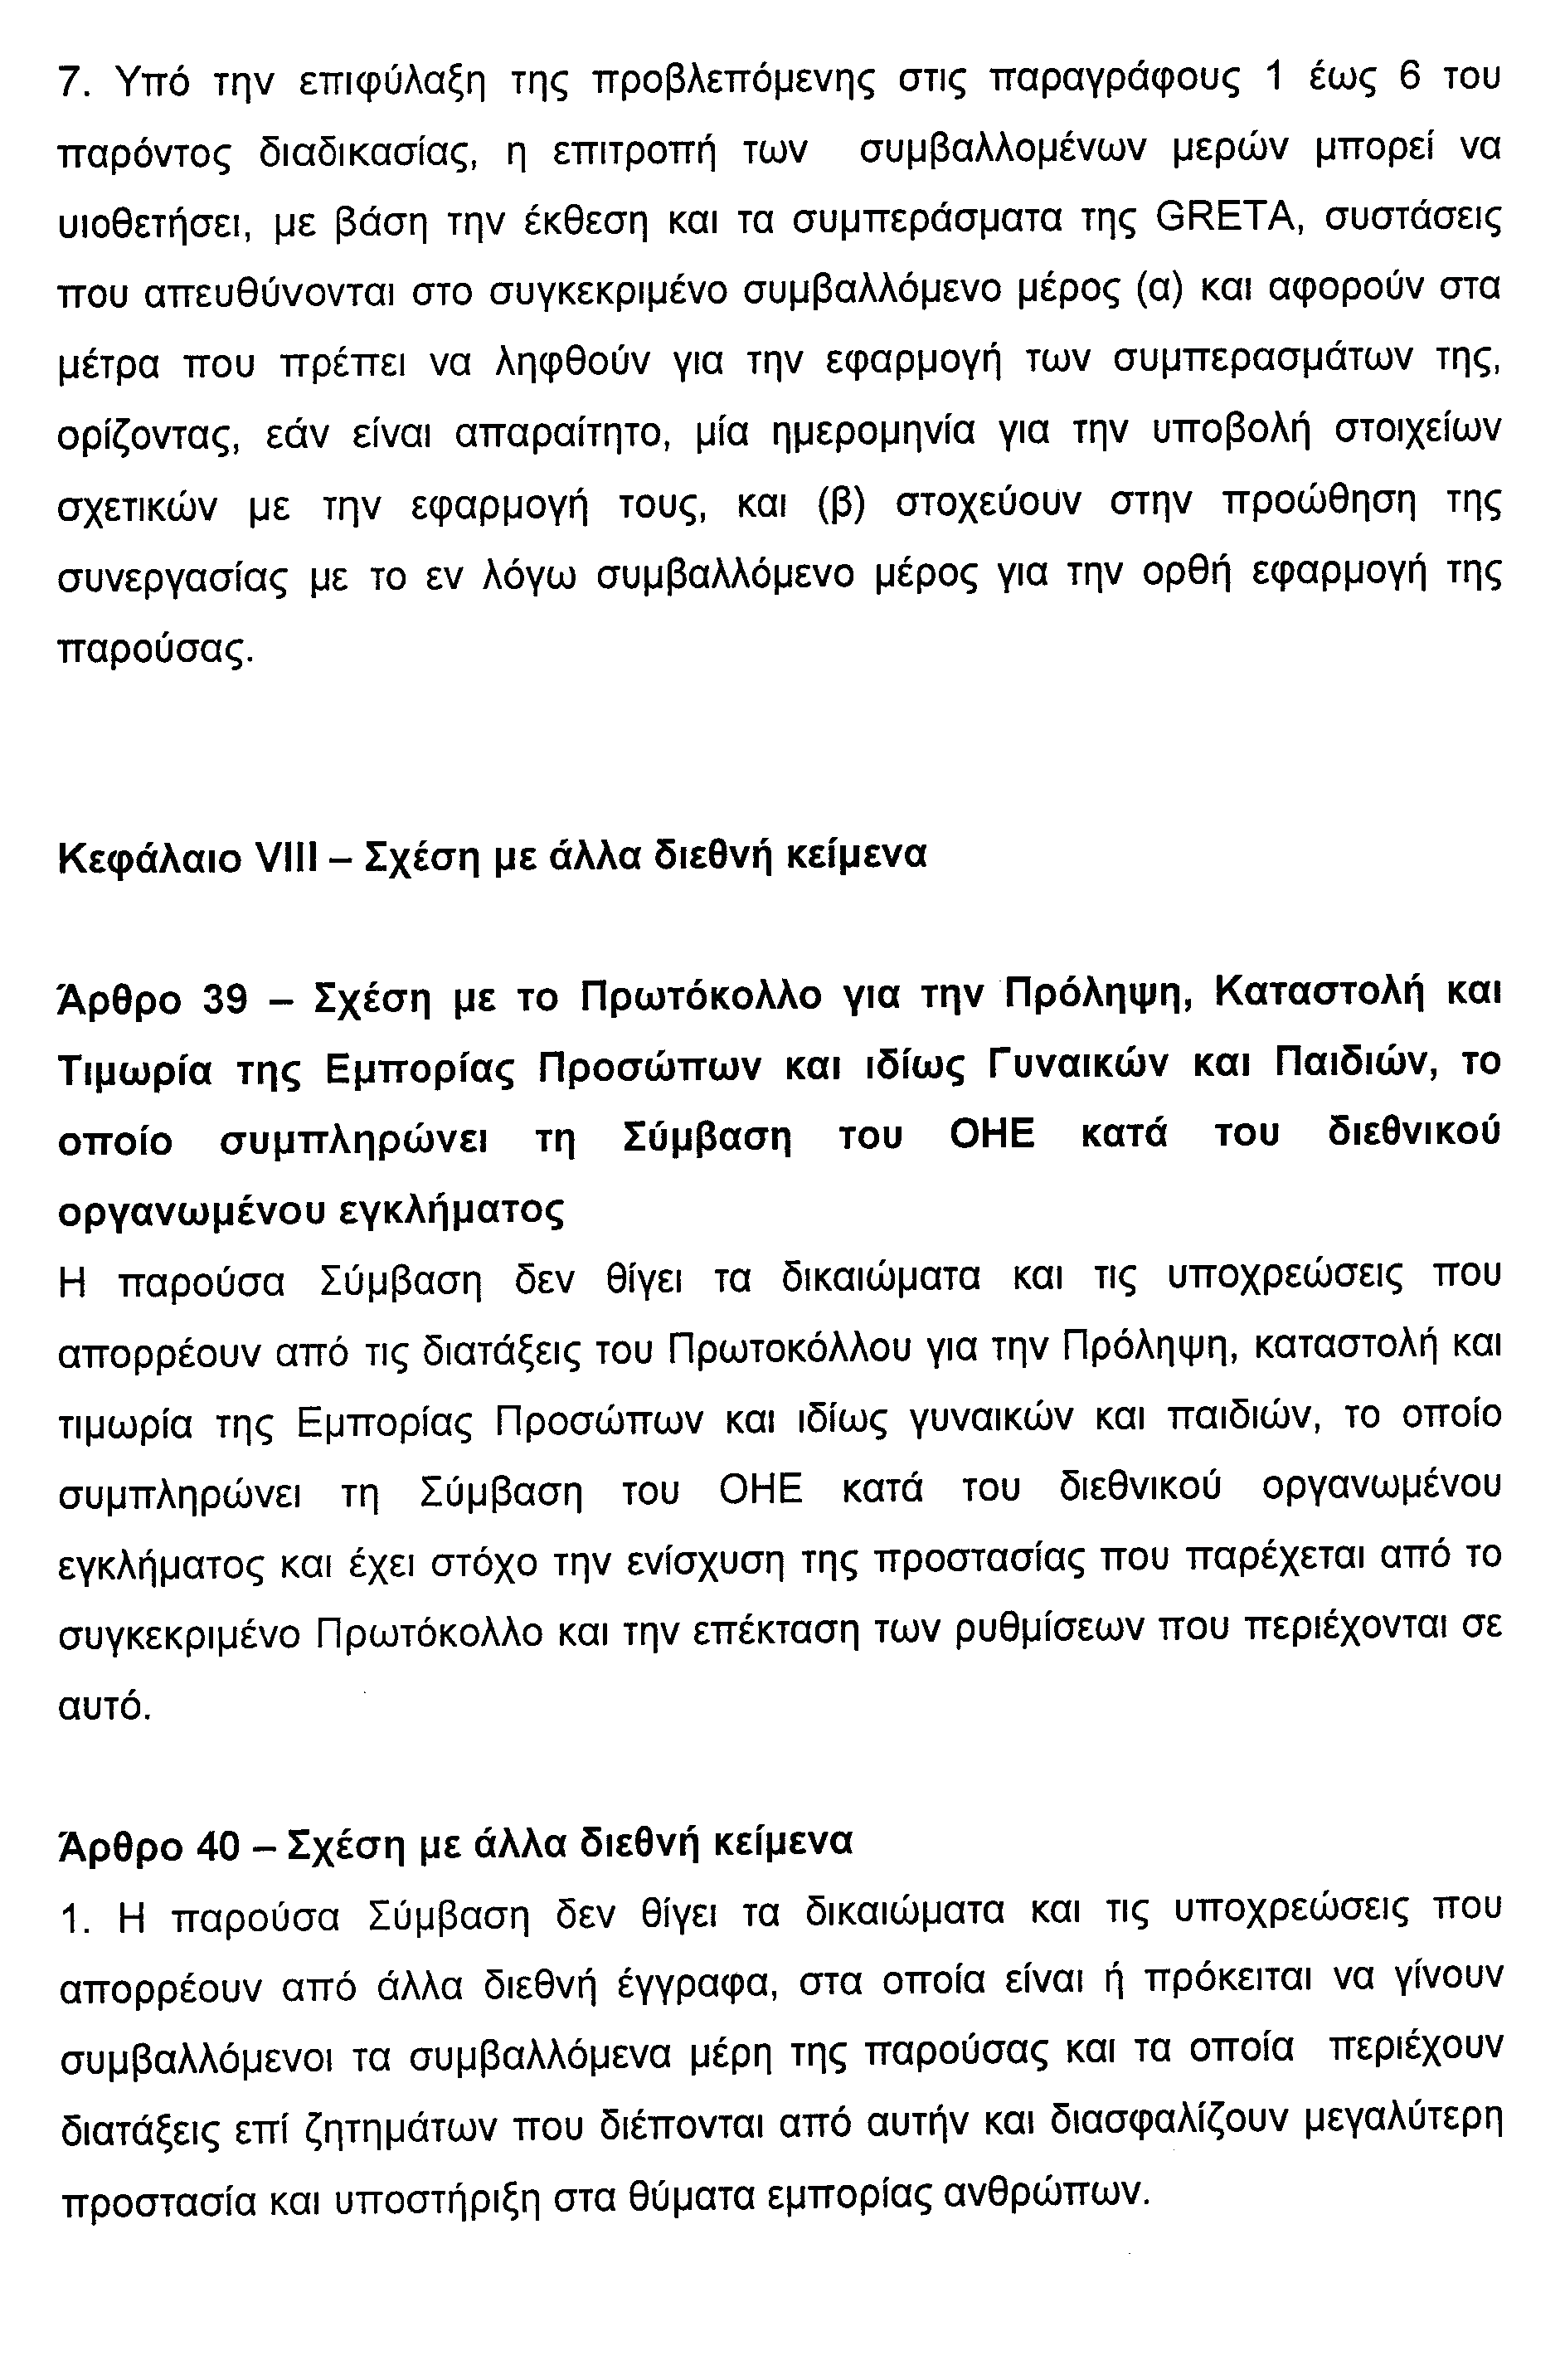 7. Υπό την επιφύλαξη της προβλεπόμενης στις παραγράφους 1 έως 6 του
παρόντος διαδικασίας, η επιτροπή των συμβαλλομένων μερών μπορεί να
υιοθετήσει, με βάση την έκθεση και τα συμπεράσματα της GRETA, συστάσεις
που απευθύνονται στο συγκεκριμένο συμβαλλόμενο μέρος (α) και αφορούν στα
μέτρα που πρέπει να ληφθούν για την εφαρμογή των συμπερασμάτων της,
ορίζοντας, εάν είναι απαραίτητο, μία ημερομηνία για την υποβολή στοιχείων
σχετικών με την εφαρμογή τους, και (β) στοχεύουν στην προώθηση της
συνεργασίας με το εν λόγω συμβαλλόμενο μέρος για την ορθή εφαρμογή της
παρούσας.
Κεφάλαιο VIII – Σχέση με άλλα διεθνή κείμενα
Άρθρο 39 – Σχέση με το Πρωτόκολλο για την Πρόληψη, Καταστολή και
Τιμωρία της Εμπορίας Προσώπων και ιδίως Γυναικών και Παιδιών, το
οποίο συμπληρώνει τη Σύμβαση του ΟΗΕ κατά του διεθνικού
οργανωμένου εγκλήματος
Η παρούσα Σύμβαση δεν θίγει τα δικαιώματα και τις υποχρεώσεις που
απορρέουν από τις διατάξεις του Πρωτοκόλλου για την Πρόληψη, καταστολή και
τιμωρία της Εμπορίας Προσώπων και ιδίως γυναικών και παιδιών, το οποίο
συμπληρώνει τη Σύμβαση του ΟΗΕ κατά του διεθνικού οργανωμένου
εγκλήματος και έχει στόχο την ενίσχυση της προστασίας που παρέχεται από το
συγκεκριμένο Πρωτόκολλο και την επέκταση των ρυθμίσεων που περιέχονται σε
αυτό.
Άρθρο 40 – Σχέση με άλλα διεθνή κείμενα
1. Η παρούσα Σύμβαση δεν θίγει τα δικαιώματα και τις υποχρεώσεις που
απορρέουν από άλλα διεθνή έγγραφα, στα οποία είναι ή πρόκειται να γίνουν
συμβαλλόμενοι τα συμβαλλόμενα μέρη της παρούσας και τα οποία περιέχουν
διατάξεις επί ζητημάτων που διέπονται από αυτήν και διασφαλίζουν μεγαλύτερη
προστασία και υποστήριξη στα θύματα εμπορίας ανθρώπων.